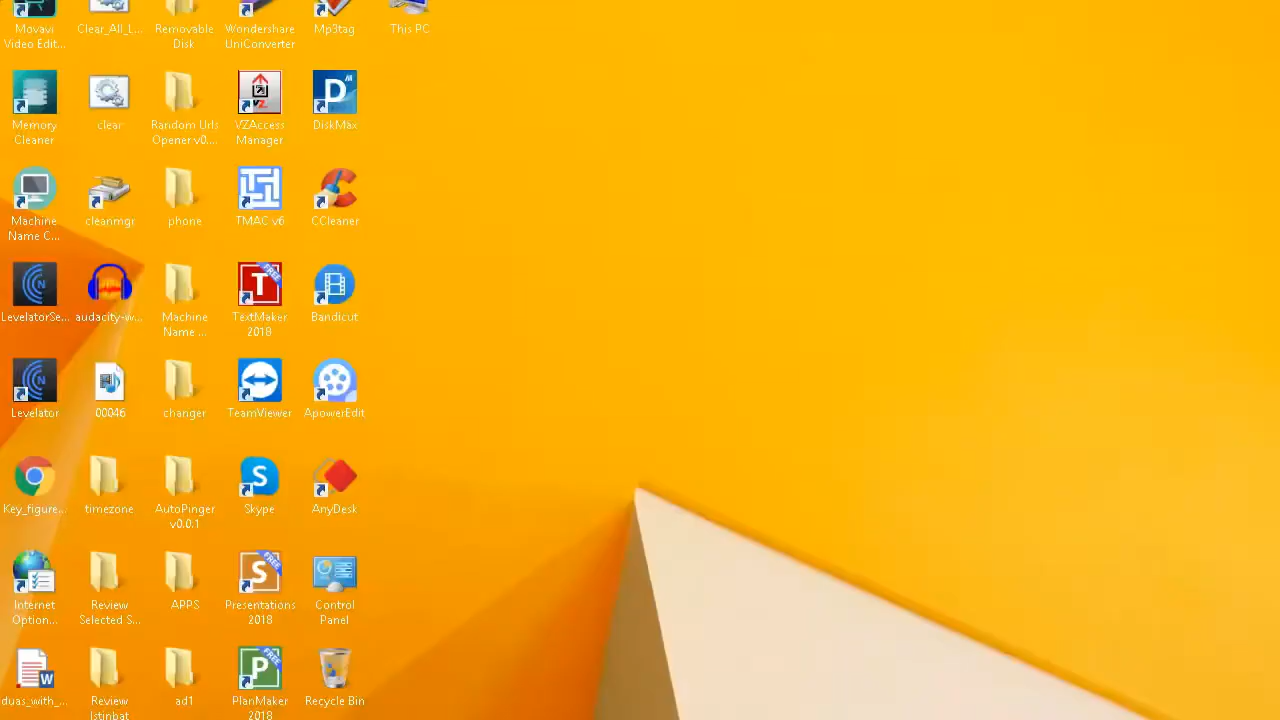 Movavi
Video Edit...
Clear_All_L...
Removable
Disk
Wondershare
UniConverter
Mp3tag
This PC
Memory
Cleaner
clear
Random Urls
Opener v0....
VZAccess
Manager
DiskMax
Machine
Name C...
cleanmgr
phone
TMAC v6
CCleaner
LevelatorSe...
audacity-w...
Machine
Name ...
TextMaker
2018
Bandicut
Levelator
00046
changer
TeamViewer
ApowerEdit
Key_figure...
timezone
AutoPinger
v0.0.1
Skype
AnyDesk
Internet
Option...
Review
Selected S...
APPS
Presentations
2018
Control
Panel
duas_with_...
Review
Istinbat
ad1
PlanMaker
2018
Recycle Bin